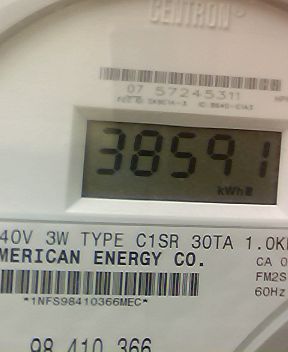 CENTRON®
07 57245311
38591
kWh
40V 3W TYPE C1SR 30TA 1.0K
MERICAN ENERGY CO.
CA 0
FM2S
60Hz
*1NFS98410366MEC*
98 410 366